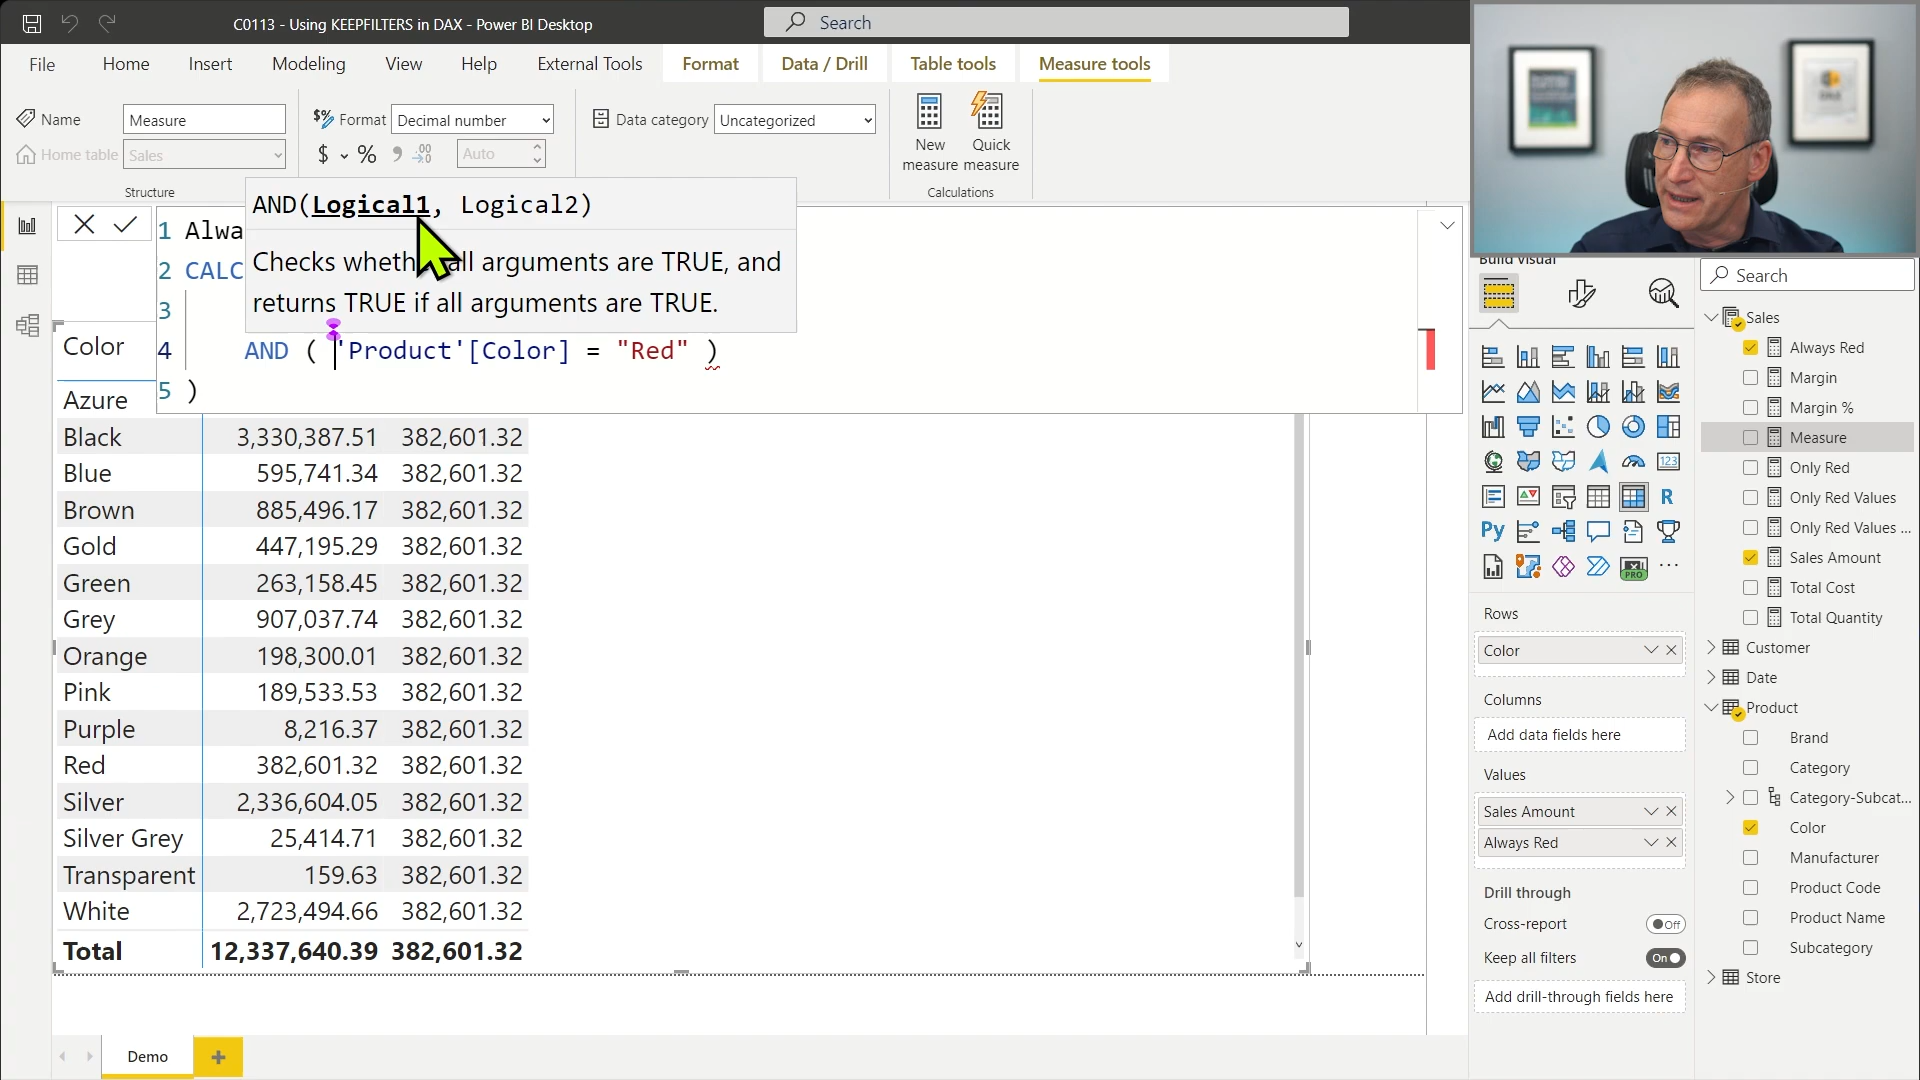 C0113 - Using KEEPFILTERS in DAX - Power BI Desktop
Search
File Home Insert Modeling View Help External Tools Format Data / Drill Table tools Measure tools
Name Measure
Home table Sales
Structure
Format Decimal number
$ % Auto
Data category Uncategorized
New measure
Quick measure
Calculations
AND(Logical1, Logical2)
Checks wheth all arguments are TRUE, and
returns TRUE if all arguments are TRUE.
1 Alwa
2 CALC
3
4 AND ( 'Product'[Color] = "Red" )
5 )
Color
Azure
Black 3,330,387.51 382,601.32
Blue 595,741.34 382,601.32
Brown 885,496.17 382,601.32
Gold 447,195.29 382,601.32
Green 263,158.45 382,601.32
Grey 907,037.74 382,601.32
Orange 198,300.01 382,601.32
Pink 189,533.53 382,601.32
Purple 8,216.37 382,601.32
Red 382,601.32 382,601.32
Silver 2,336,604.05 382,601.32
Silver Grey 25,414.71 382,601.32
Transparent 159.63 382,601.32
White 2,723,494.66 382,601.32
Total 12,337,640.39 382,601.32
Demo
Build visual
123
R
Py
PRO
Rows
Color
Columns
Add data fields here
Values
Sales Amount
Always Red
Drill through
Cross-report Off
Keep all filters On
Add drill-through fields here
Search
Sales
Always Red
Margin
Margin %
Measure
Only Red
Only Red Values
Only Red Values ...
Sales Amount
Total Cost
Total Quantity
Customer
Date
Product
Brand
Category
Category-Subcat...
Color
Manufacturer
Product Code
Product Name
Subcategory
Store